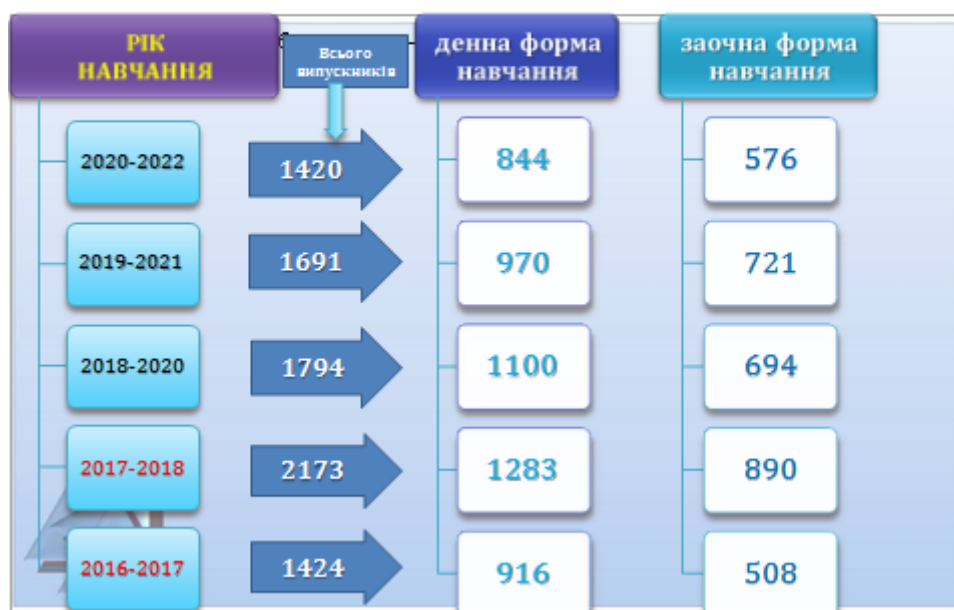 РІК
НАВЧАННЯ
Всього
випускників
денна форма
навчання
заочна форма
навчання
2020-2022
1420
844
576
2019-2021
1691
970
721
2018-2020
1794
1100
694
2017-2018
2173
1283
890
2016-2017
1424
916
508